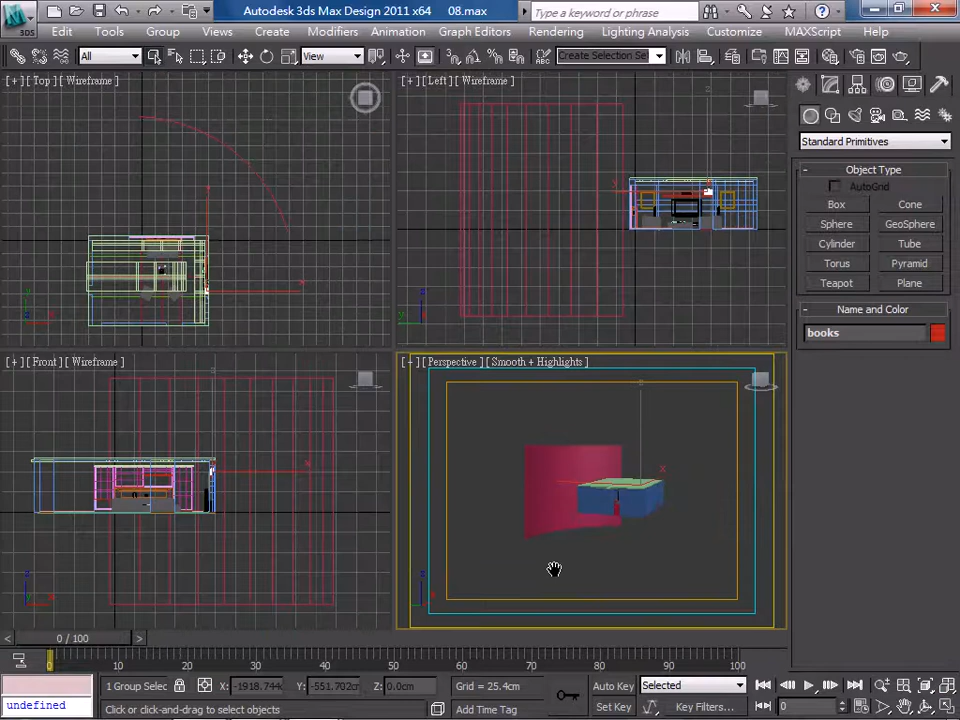 3DS
Autodesk 3ds Max Design 2011 x64 08.max
Type a keyword or phrase
Edit Tools Group Views Create Modifiers Animation Graph Editors Rendering Lighting Analysis Customize MAXScript Help
All View Create Selection Se
[ + ] [ Top ] [ Wireframe ]
[ + ] [ Left ] [ Wireframe ]
[ + ] [ Front ] [ Wireframe ]
[ + ] [ Perspective ] [ Smooth + Highlights ]
Standard Primitives
- Object Type
AutoGrid
Box Cone
Sphere GeoSphere
Cylinder Tube
Torus Pyramid
Teapot Plane
- Name and Color
books
< 0 / 100 >
0 10 20 30 40 50 60 70 80 90 100
undefined
1 Group Selec X: -1918.744c Y: -551.702cm Z: 0.0cm Grid = 25.4cm
Click or click-and-drag to select objects
Add Time Tag
Auto Key Selected
Set Key Key Filters... 0